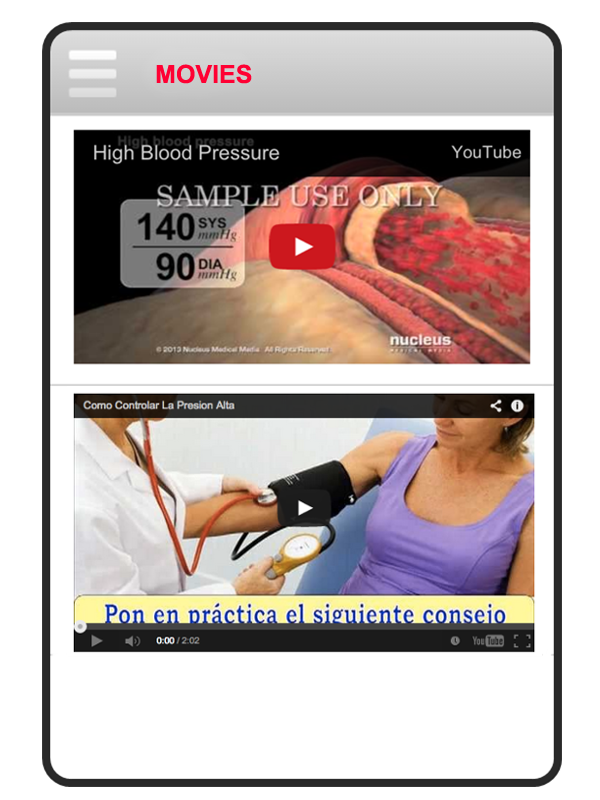 MOVIES
High blood pressure
High Blood Pressure
YouTube
SAMPLE USE ONLY
140 SYS mmHg
90 DIA mmHg
© 2013 Nucleus Medical Media All Rights Reserved
nucleus
MEDICAL MEDIA
Como Controlar La Presion Alta
Pon en práctica el siguiente consejo
0:00 / 2:02
YouTube